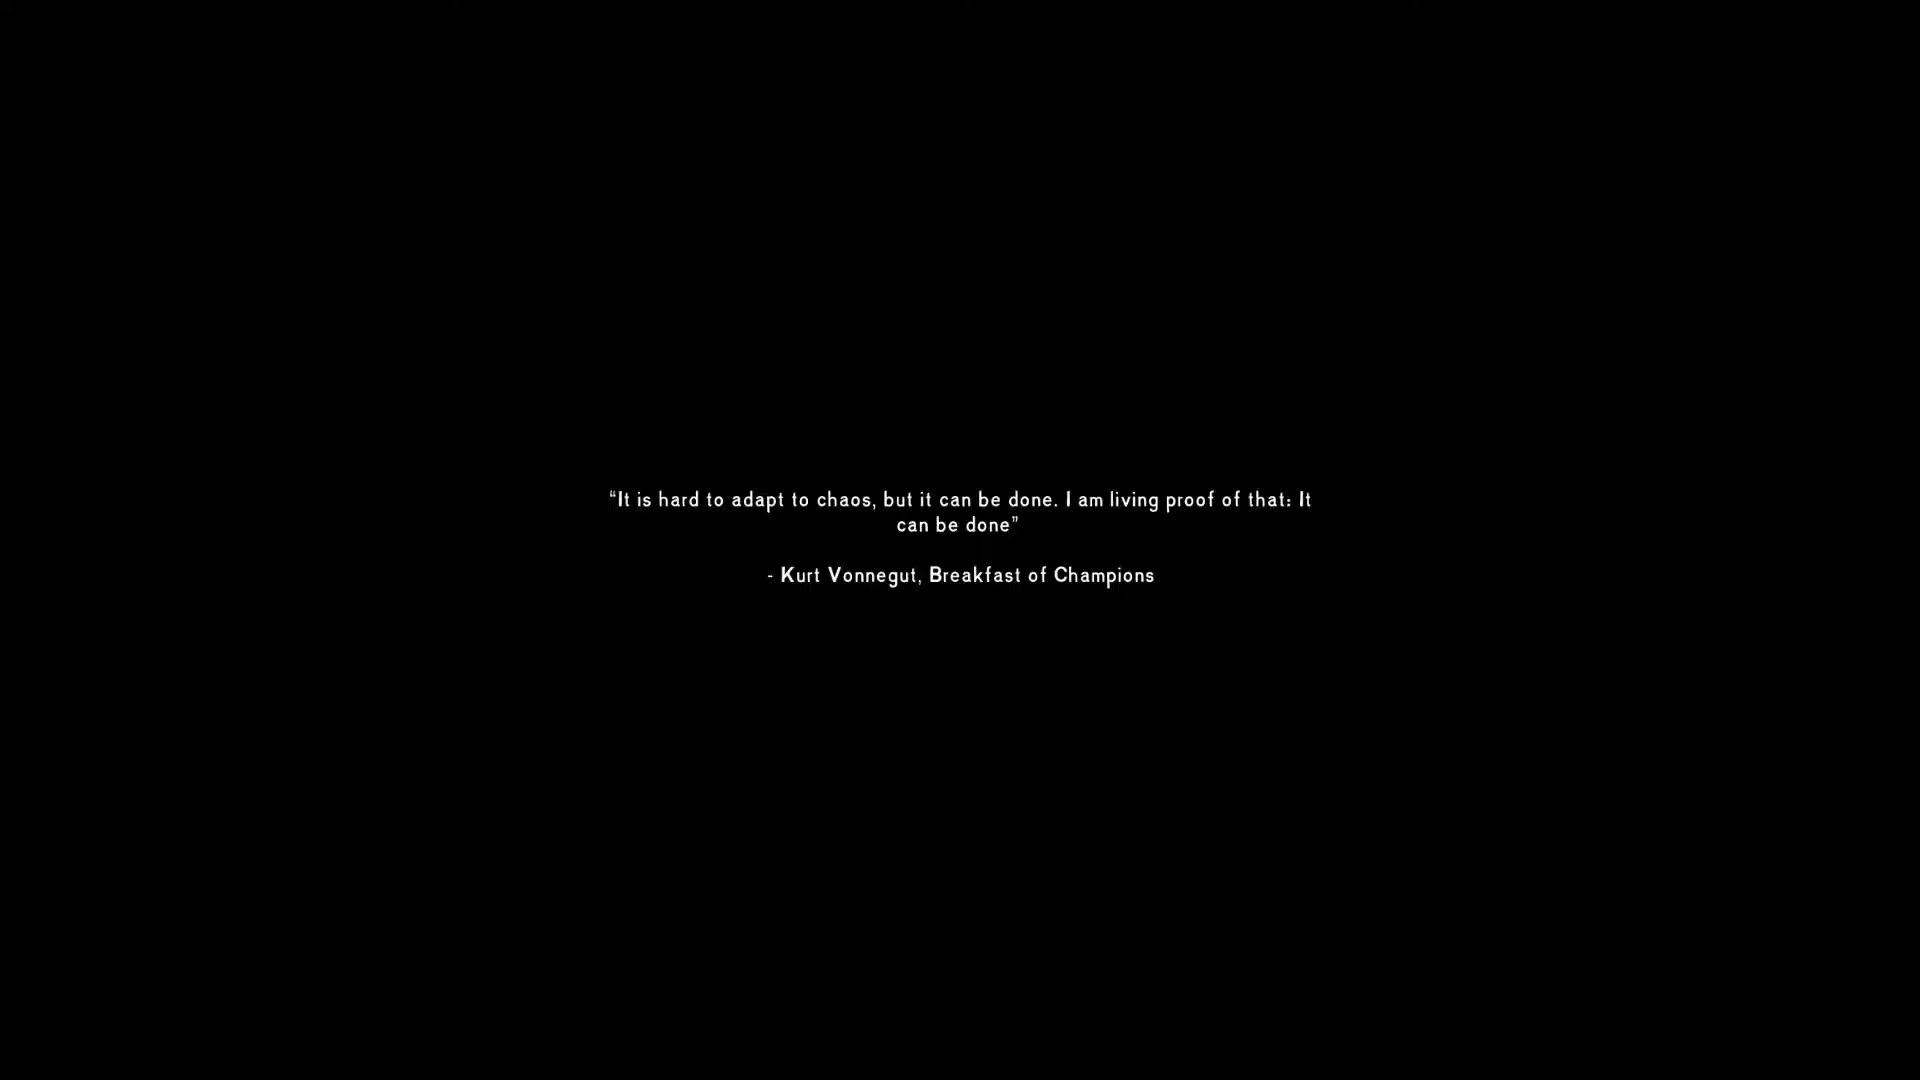 “It is hard to adapt to chaos, but it can be done. I am living proof of that: It
can be done”
- Kurt Vonnegut, Breakfast of Champions